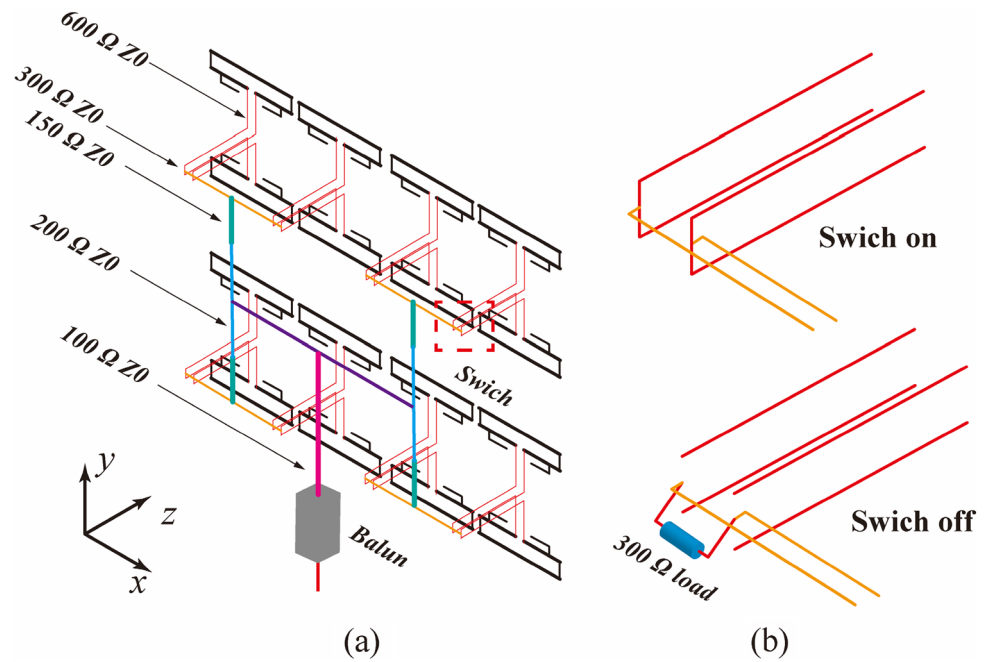 600 Ω Z0
300 Ω Z0
150 Ω Z0
200 Ω Z0
100 Ω Z0
Swich
Balun
y
z
x
(a)
Swich on
Swich off
300 Ω load
(b)